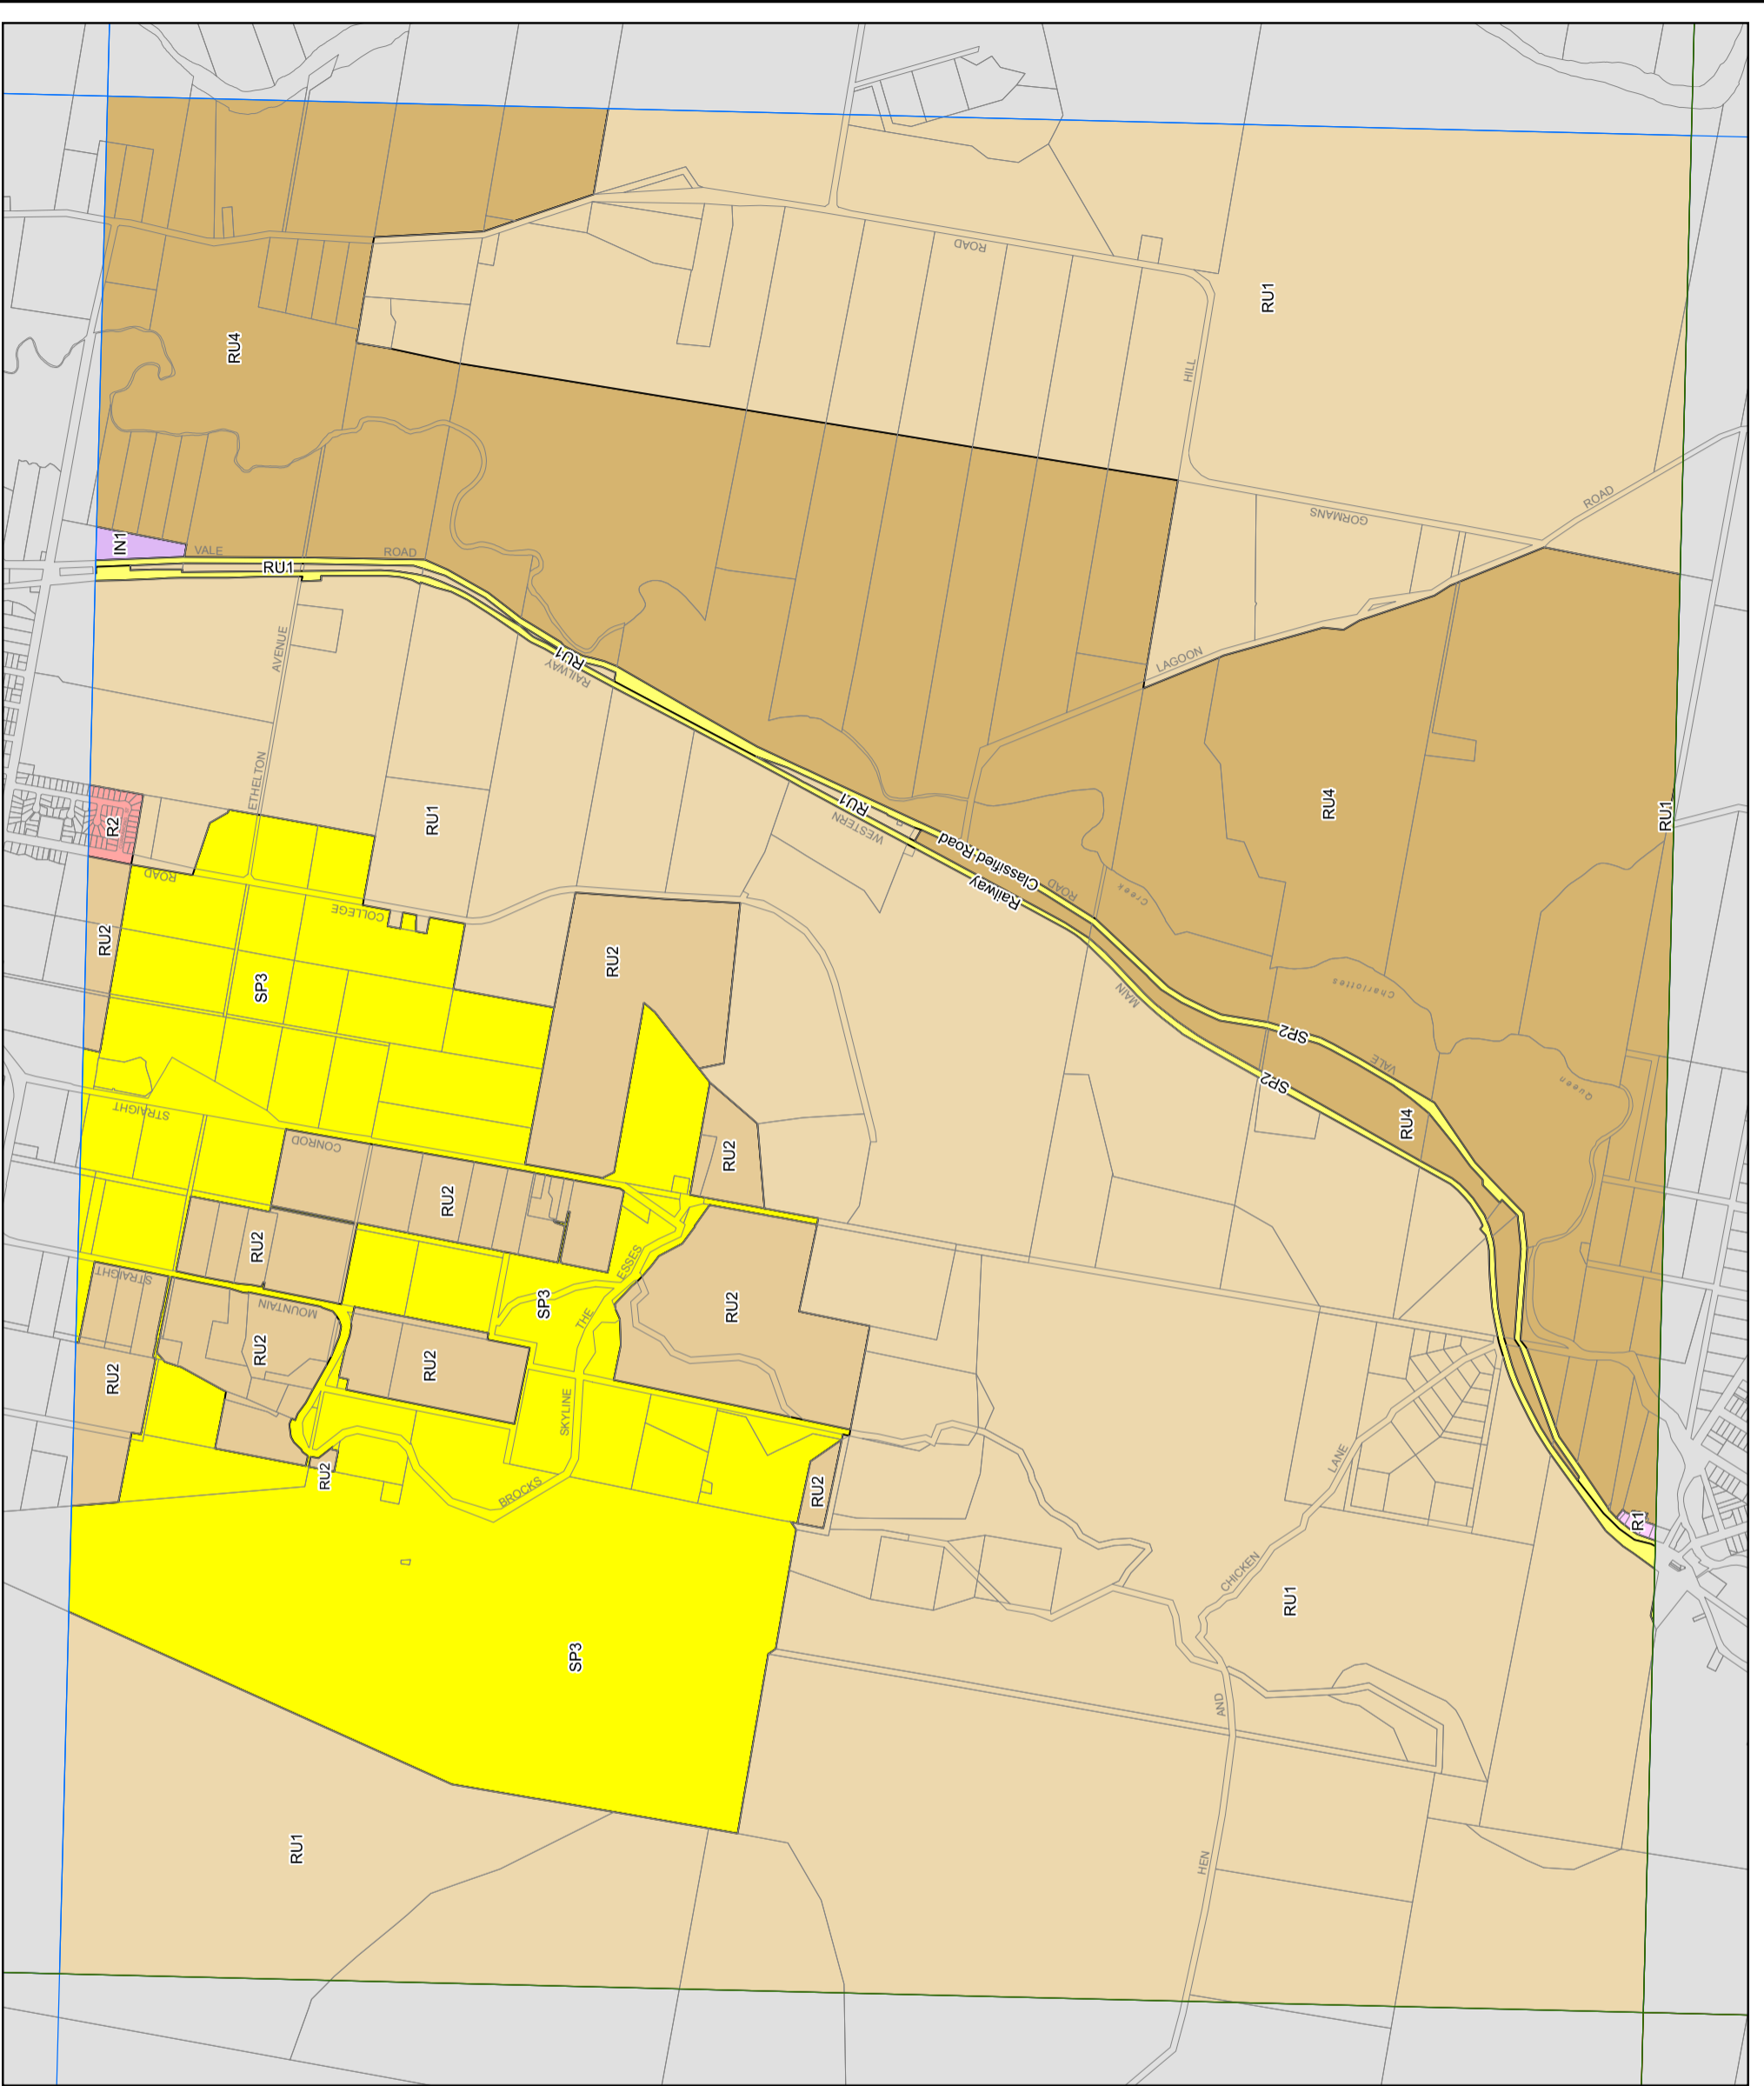 ROAD
RU1
RU4
HILL
ROAD
GORMANS
IN1
VALE
ROAD
RU1
AVENUE
RU1
RAILWAY
LAGOON
ETHELTON
R2
RU1
RU1
WESTERN
RU4
RU1
Classified Road
Railway
ROAD
Creek
ROAD
COLLEGE
RU2
SP3
RU2
MAIN
Charlottes
SP2
VALE
SP2
Queen
STRAIGHT
CONROD
RU2
RU4
RU2
RU2
ESSES
STRAIGHT
MOUNTAIN
SP3
THE
RU2
RU2
RU2
RU2
SKYLINE
RU2
BROCKS
RU2
LANE
R1
CHICKEN
RU1
SP3
AND
RU1
HEN